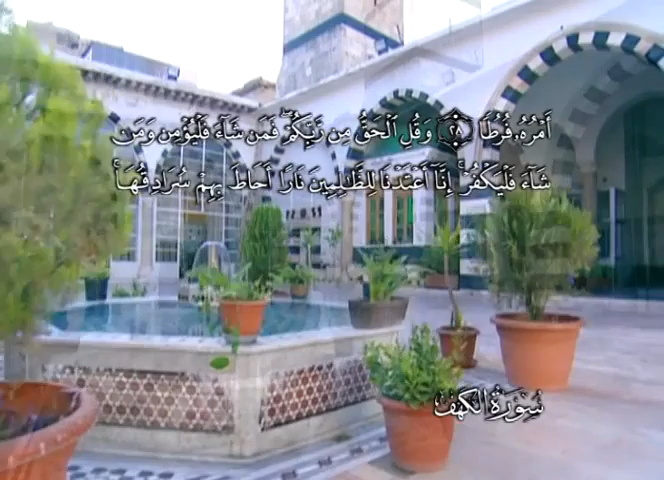 أَمْرُهُۥ فُرُطًا ٢٨ وَقُلِ ٱلْحَقُّ مِن رَّبِّكُمْ ۖ فَمَن شَآءَ فَلْيُؤْمِن وَمَن
شَآءَ فَلْيَكْفُرْ ۚ إِنَّآ أَعْتَدْنَا لِلظَّـٰلِمِينَ نَارًا أَحَاطَ بِهِمْ سُرَادِقُهَا ۚ
سُورَةُ الكَهْفِ